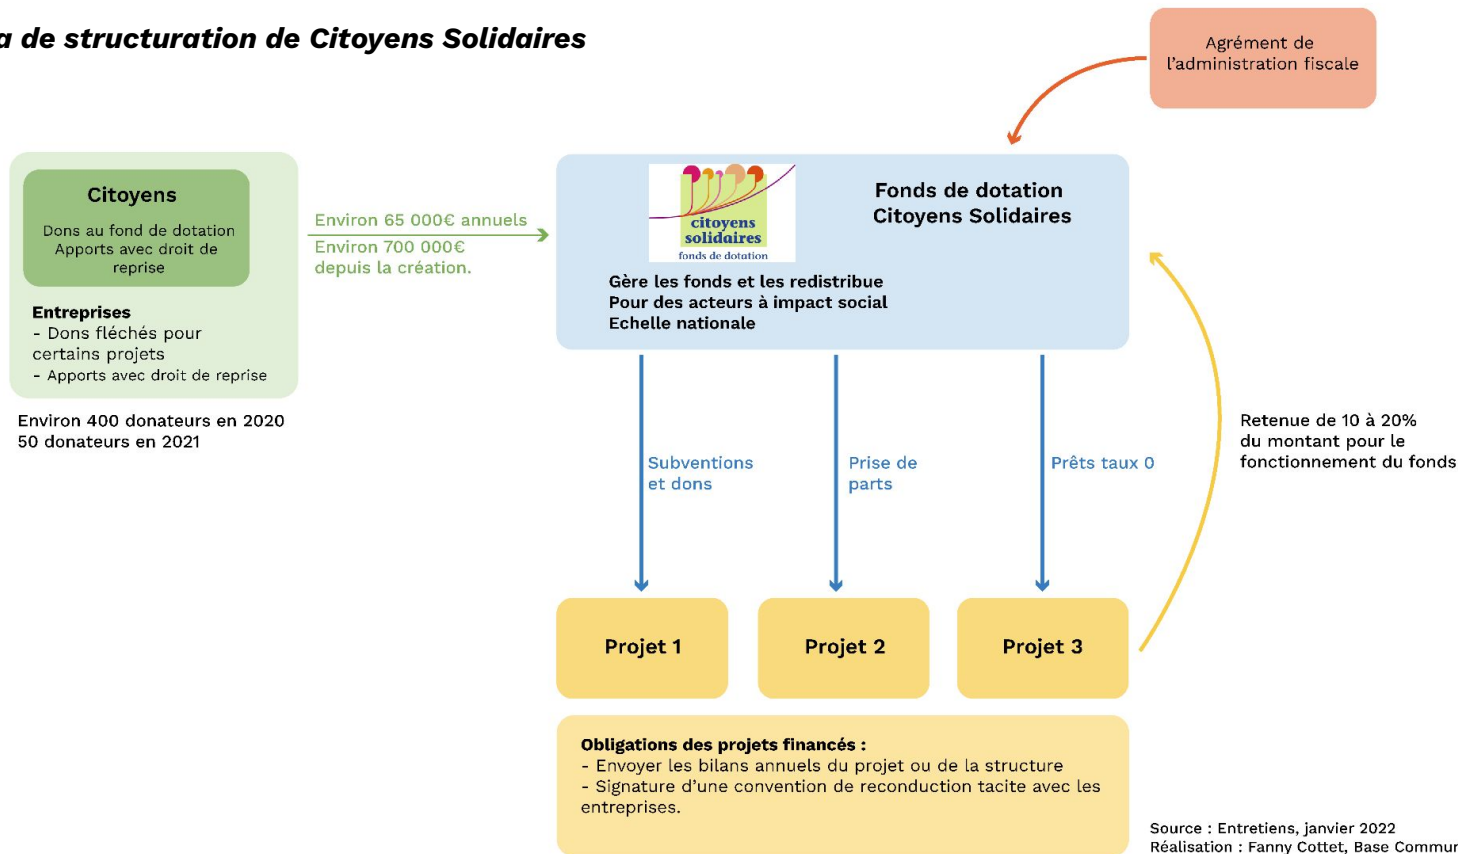 a de structuration de Citoyens Solidaires
Agrément de
l'administration fiscale
Citoyens
Dons au fond de dotation
Apports avec droit de
reprise
Entreprises
- Dons fléchés pour
certains projets
- Apports avec droit de reprise
Environ 400 donateurs en 2020
50 donateurs en 2021
Environ 65 000€ annuels
Environ 700 000€
depuis la création.
citoyens
solidaires
fonds de dotation
Fonds de dotation
Citoyens Solidaires
Gère les fonds et les redistribue
Pour des acteurs à impact social
Echelle nationale
Subventions
et dons
Prise de
parts
Prêts taux 0
Retenue de 10 à 20%
du montant pour le
fonctionnement du fonds
Projet 1
Projet 2
Projet 3
Obligations des projets financés :
- Envoyer les bilans annuels du projet ou de la structure
- Signature d'une convention de reconduction tacite avec les
entreprises.
Source : Entretiens, janvier 2022
Réalisation : Fanny Cottet, Base Commun